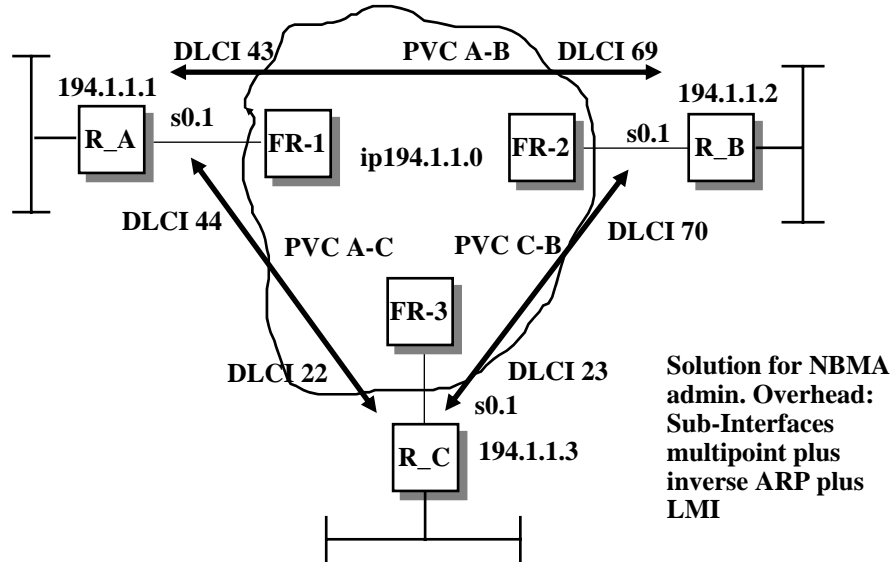 DLCI 43
PVC A-B
DLCI 69
194.1.1.1
194.1.1.2
s0.1
s0.1
R_A
FR-1
ip194.1.1.0
FR-2
R_B
DLCI 44
DLCI 70
PVC A-C
PVC C-B
FR-3
DLCI 22
DLCI 23
s0.1
R_C
194.1.1.3
Solution for NBMA
admin. Overhead:
Sub-Interfaces
multipoint plus
inverse ARP plus
LMI